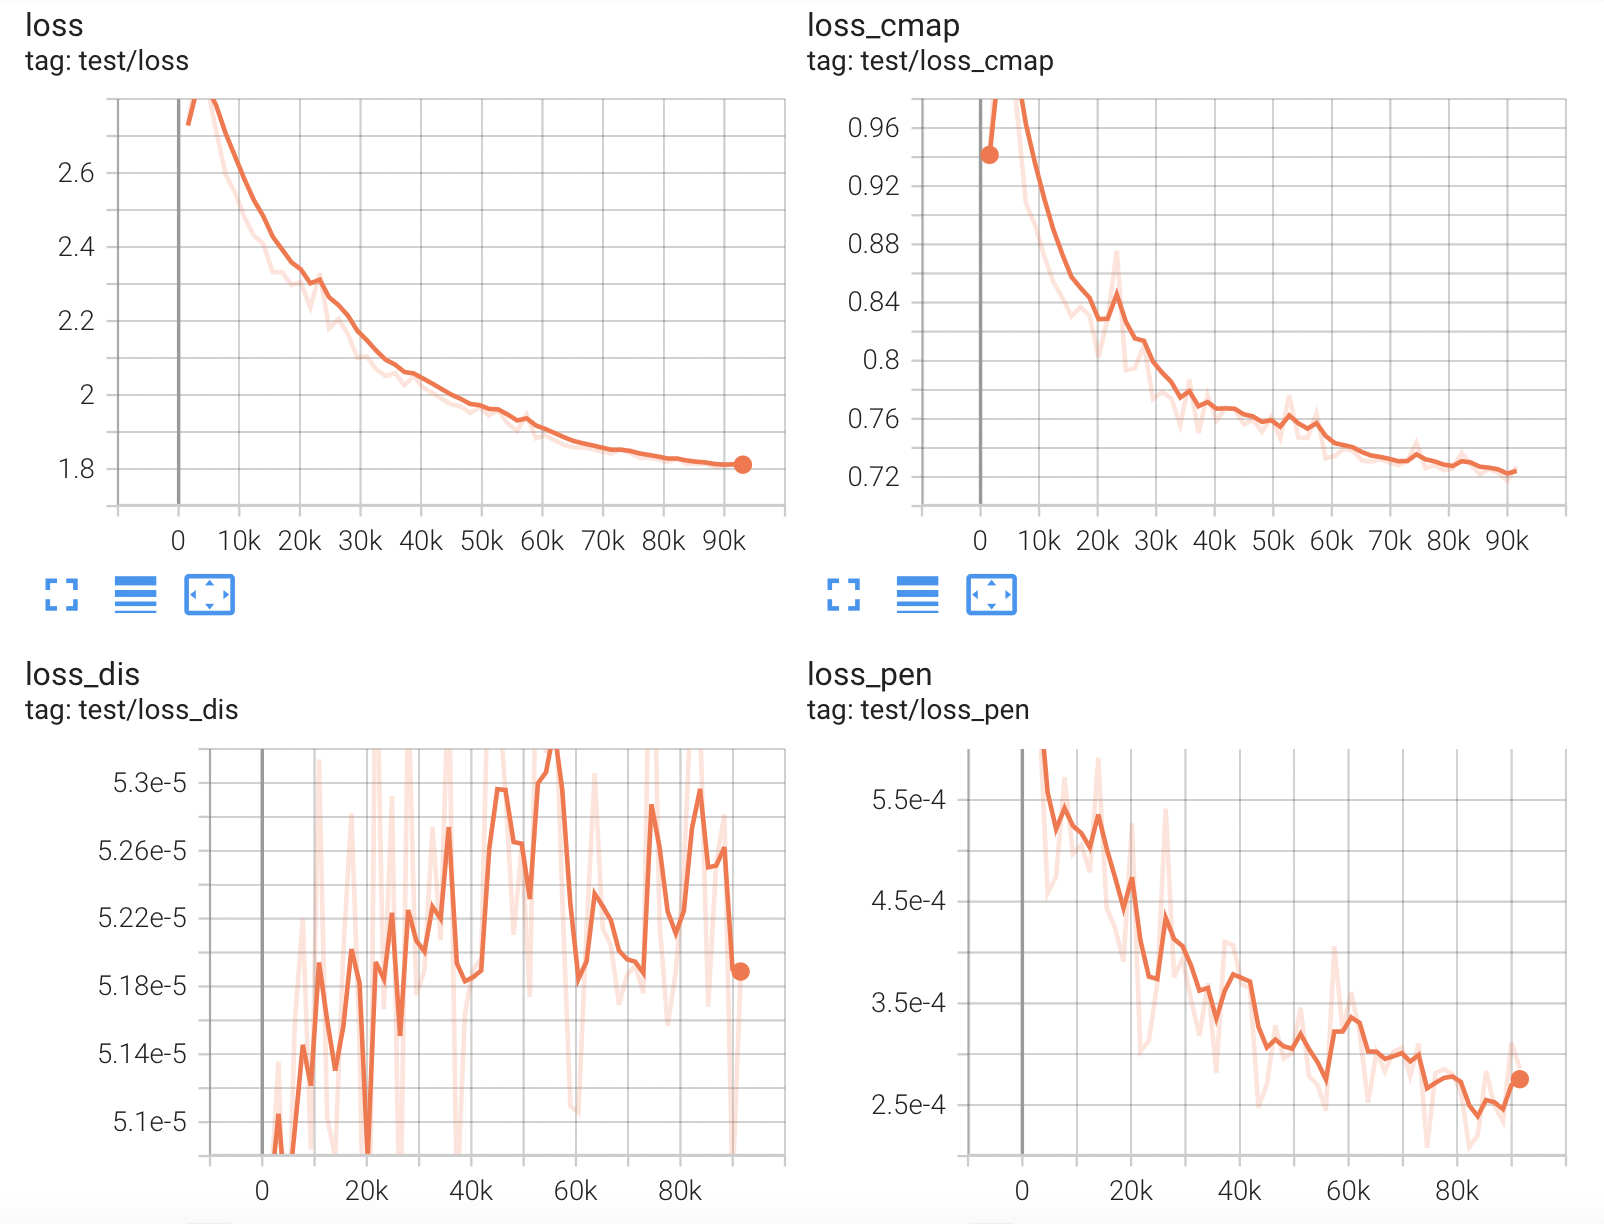 loss
tag: test/loss
2.6
2.4
2.2
2
1.8
0 10k 20k 30k 40k 50k 60k 70k 80k 90k
loss_cmap
tag: test/loss_cmap
0.96
0.92
0.88
0.84
0.8
0.76
0.72
0 10k 20k 30k 40k 50k 60k 70k 80k 90k
loss_dis
tag: test/loss_dis
5.3e-5
5.26e-5
5.22e-5
5.18e-5
5.14e-5
5.1e-5
0 20k 40k 60k 80k
loss_pen
tag: test/loss_pen
5.5e-4
4.5e-4
3.5e-4
2.5e-4
0 20k 40k 60k 80k